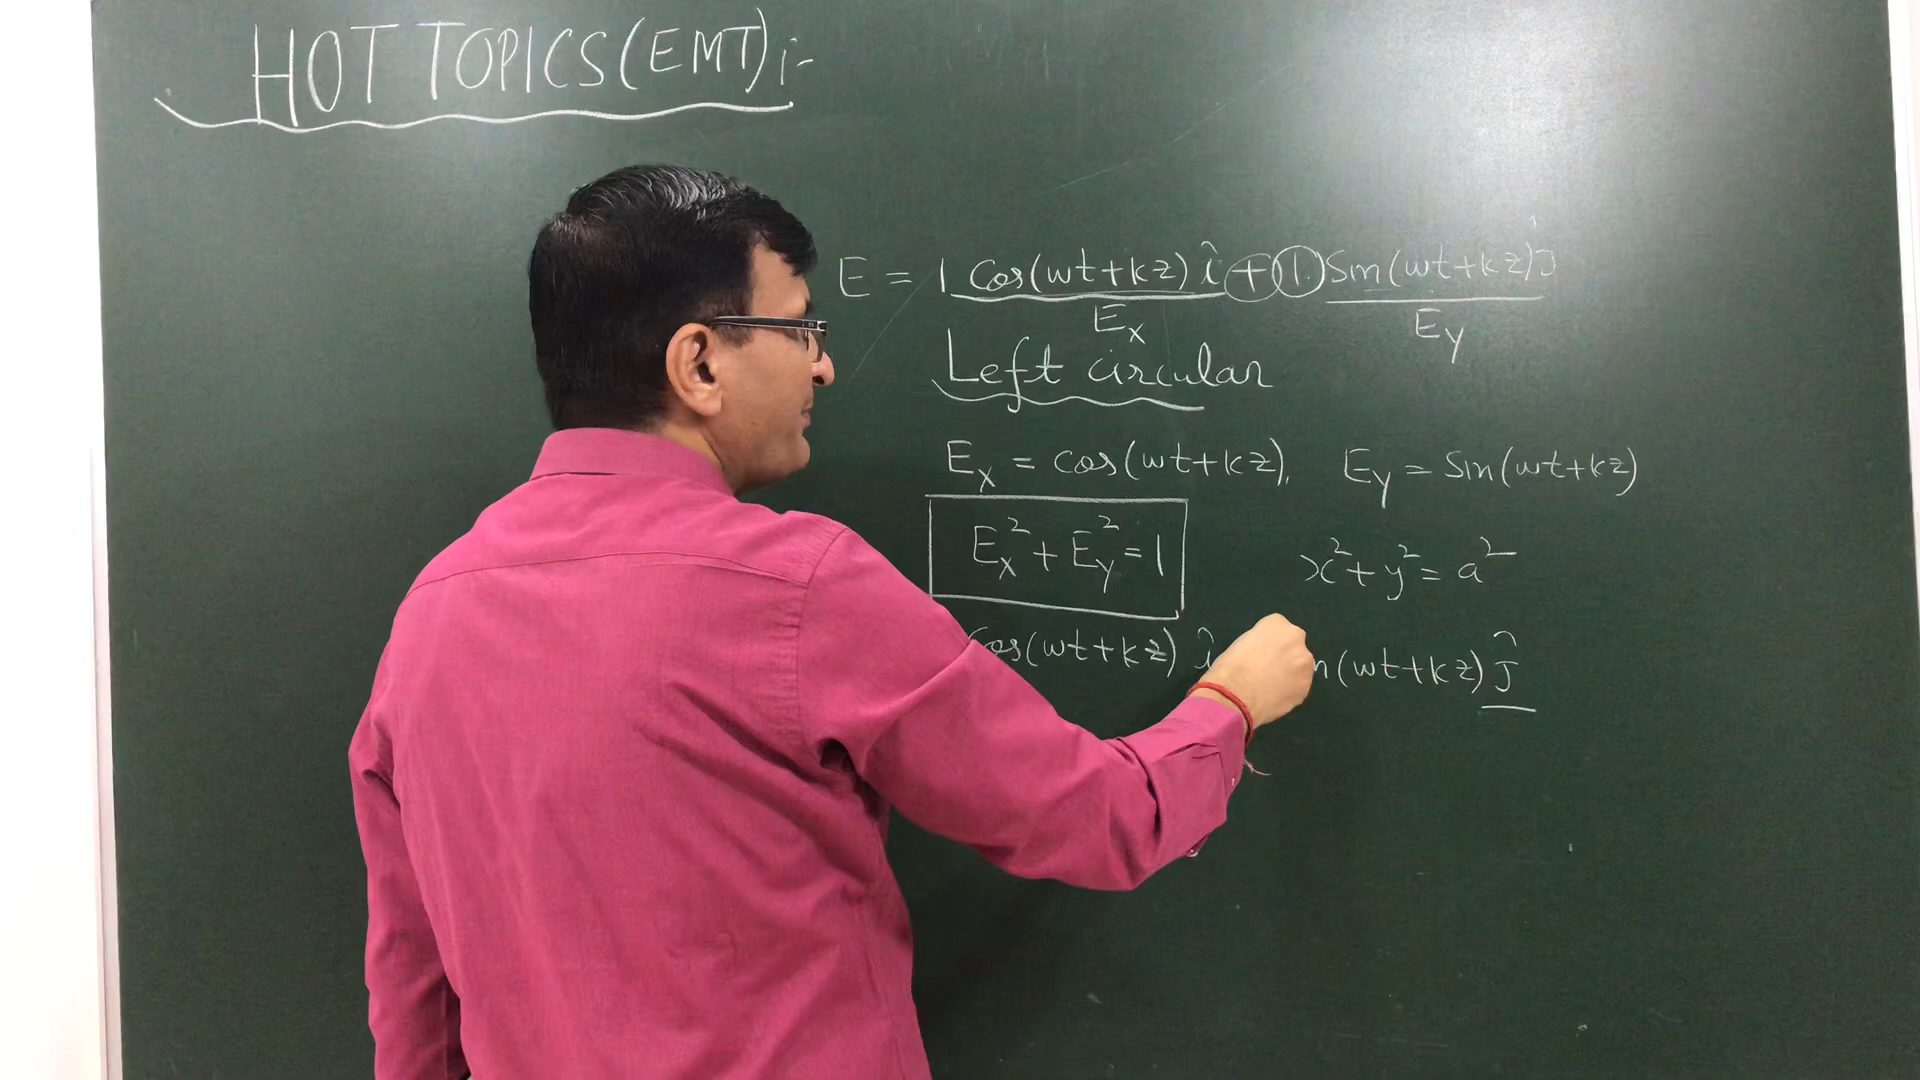 HOT TOPICS (EMT) :-
E = 1 Cos(wt+kz) î + 1 Sin(wt+kz) ĵ
Ex Ey
Left circular
Ex = cos(wt+kz), Ey = Sin(wt+kz)
Ex² + Ey² = 1
x² + y² = a²
Cos(wt+kz) î n(wt+kz) ĵ